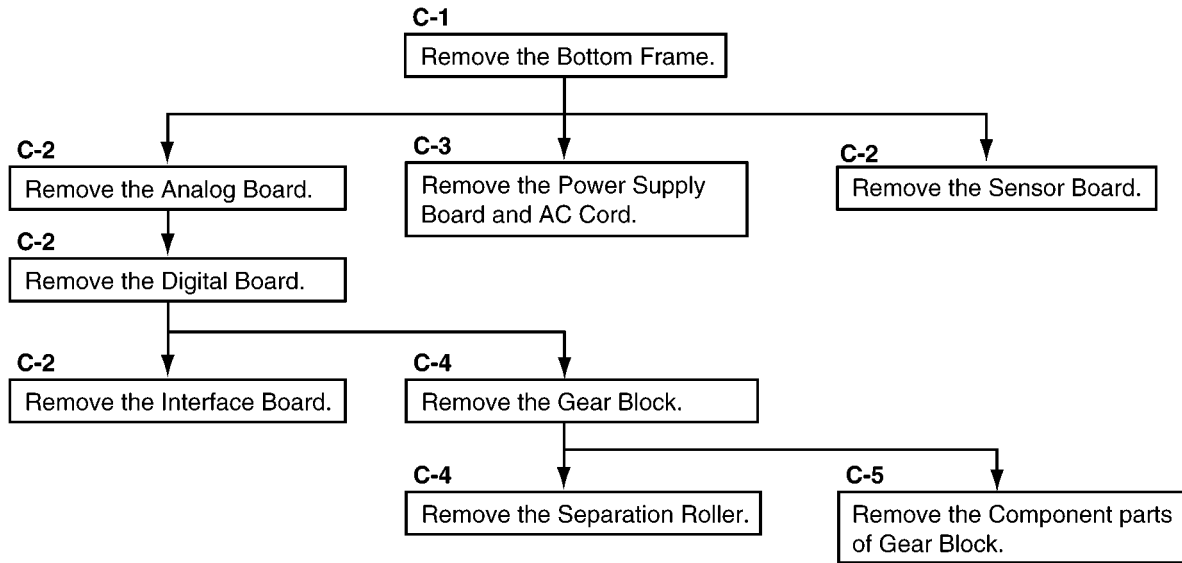 C-1
Remove the Bottom Frame.
C-2
Remove the Analog Board.
C-3
Remove the Power Supply
Board and AC Cord.
C-2
Remove the Sensor Board.
C-2
Remove the Digital Board.
C-2
Remove the Interface Board.
C-4
Remove the Gear Block.
C-4
Remove the Separation Roller.
C-5
Remove the Component parts
of Gear Block.